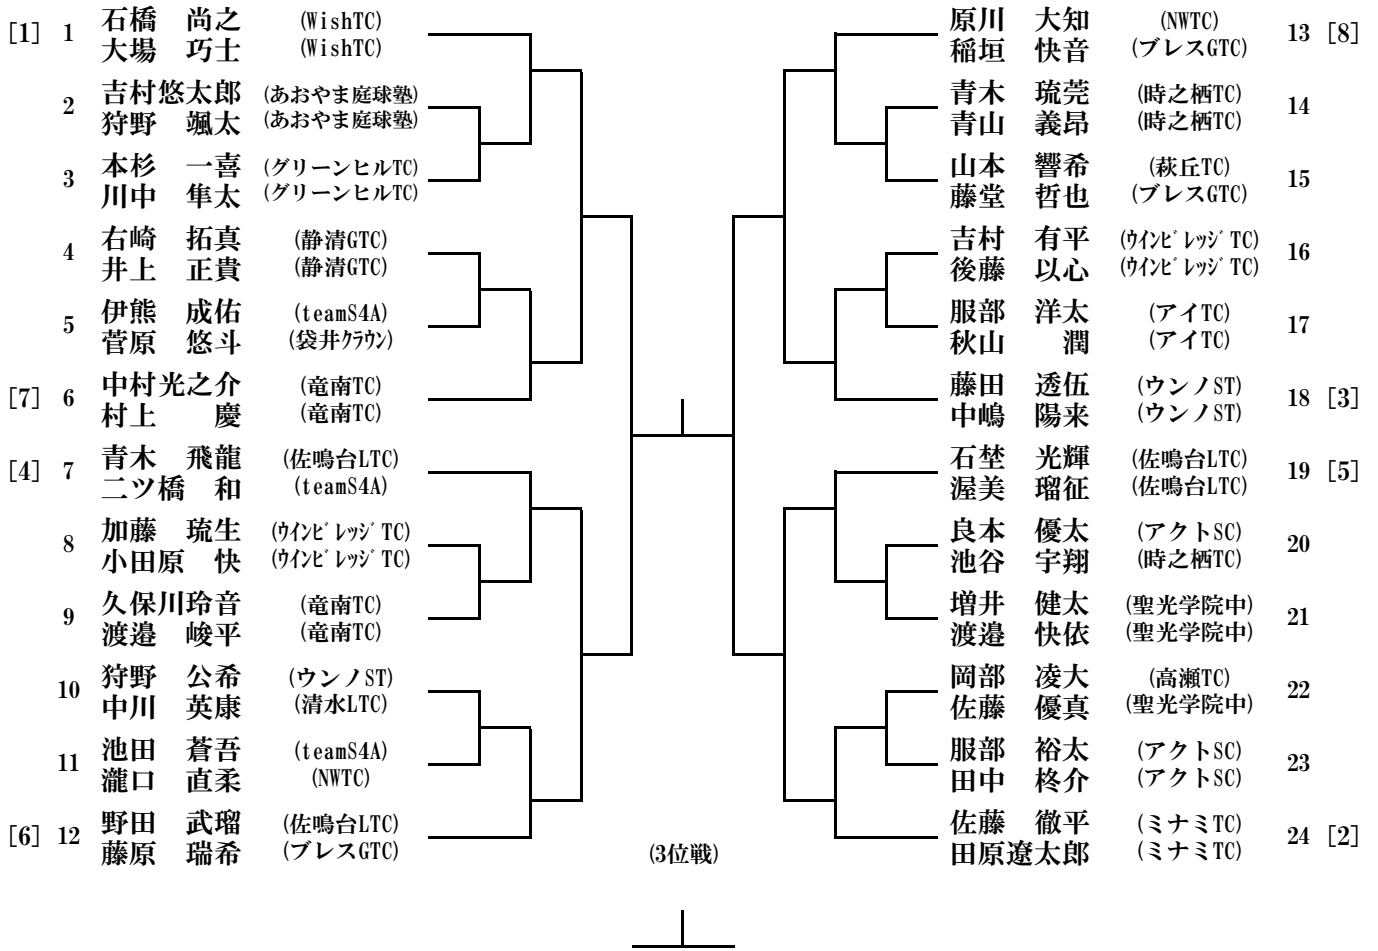 [1] 1 石橋 尚之 (WishTC)
大場 巧士 (WishTC)
2 吉村悠太郎 (あおやま庭球塾)
狩野 颯太 (あおやま庭球塾)
3 本杉 一喜 (グリーンヒルTC)
川中 隼太 (グリーンヒルTC)
4 右崎 拓真 (静清GTC)
井上 正貴 (静清GTC)
5 伊熊 成佑 (teamS4A)
菅原 悠斗 (袋井ｸﾗｳﾝ)
[7] 6 中村光之介 (竜南TC)
村上 慶 (竜南TC)
[4] 7 青木 飛龍 (佐鳴台LTC)
二ツ橋 和 (teamS4A)
8 加藤 琉生 (ｳｲﾝﾋﾞﾚｯｼﾞTC)
小田原 快 (ｳｲﾝﾋﾞﾚｯｼﾞTC)
9 久保川玲音 (竜南TC)
渡邉 峻平 (竜南TC)
10 狩野 公希 (ウンノST)
中川 英康 (清水LTC)
11 池田 蒼吾 (teamS4A)
瀧口 直柔 (NWTC)
[6] 12 野田 武瑠 (佐鳴台LTC)
藤原 瑞希 (ブレスGTC)
原川 大知 (NWTC) 13 [8]
稲垣 快音 (ブレスGTC)
青木 琉莞 (時之栖TC) 14
青山 義昂 (時之栖TC)
山本 響希 (萩丘TC) 15
藤堂 哲也 (ブレスGTC)
吉村 有平 (ｳｲﾝﾋﾞﾚｯｼﾞTC) 16
後藤 以心 (ｳｲﾝﾋﾞﾚｯｼﾞTC)
服部 洋太 (アイTC) 17
秋山 潤 (アイTC)
藤田 透伍 (ウンノST) 18 [3]
中嶋 陽来 (ウンノST)
石埜 光輝 (佐鳴台LTC) 19 [5]
渥美 瑠征 (佐鳴台LTC)
良本 優太 (アクトSC) 20
池谷 宇翔 (時之栖TC)
増井 健太 (聖光学院中) 21
渡邉 快依 (聖光学院中)
岡部 凌大 (高瀬TC) 22
佐藤 優真 (聖光学院中)
服部 裕太 (アクトSC) 23
田中 柊介 (アクトSC)
佐藤 徹平 (ミナミTC) 24 [2]
田原遼太郎 (ミナミTC)
(3位戦)